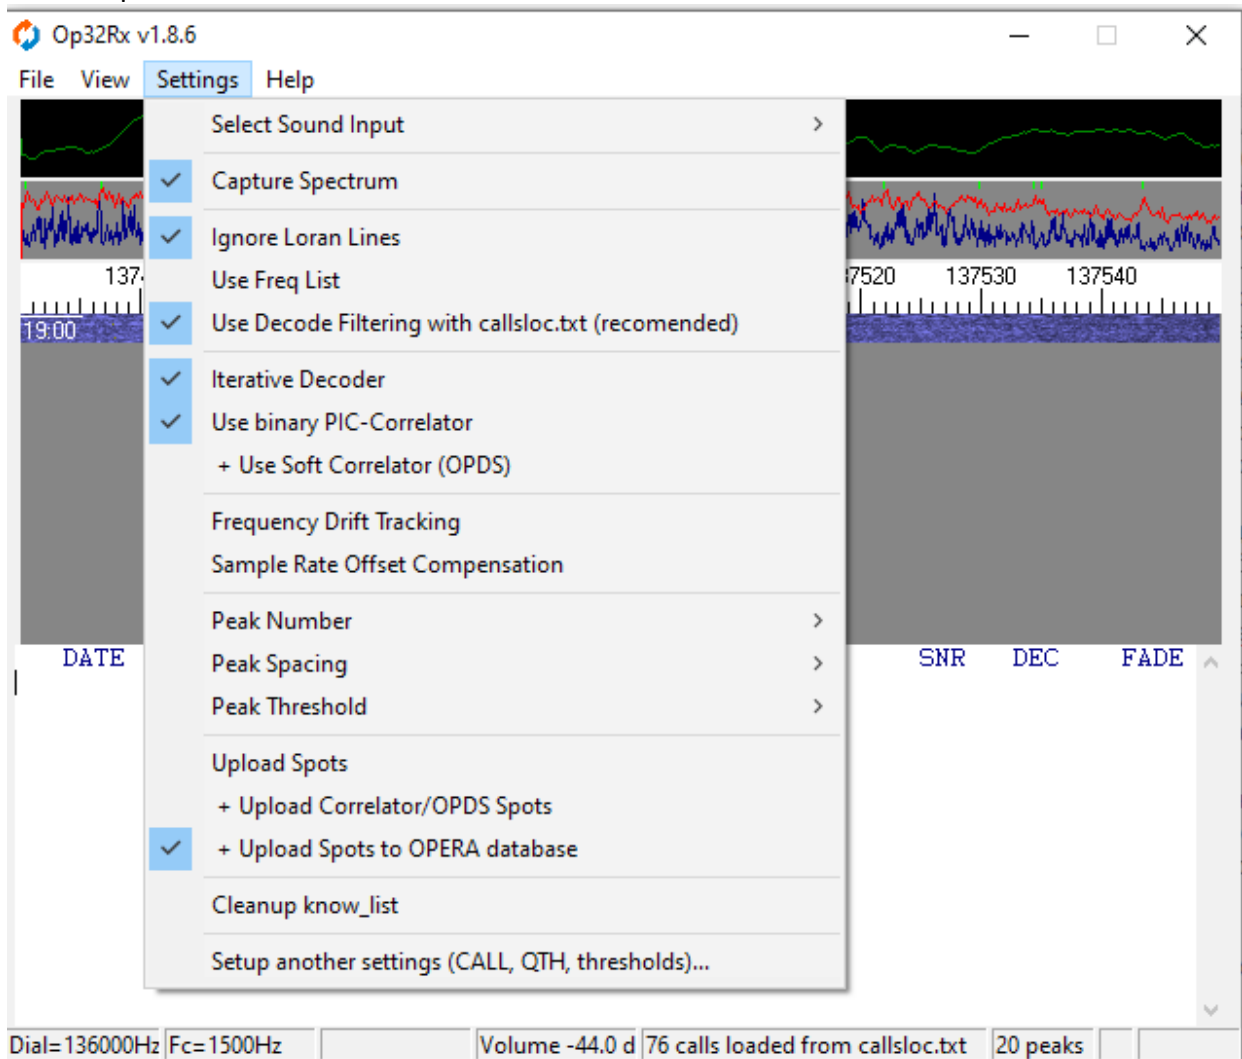 Op32Rx v1.8.6
File View Settings Help
Select Sound Input
Capture Spectrum
Ignore Loran Lines
137 7520 137530 137540
Use Freq List
19:00
Use Decode Filtering with callsloc.txt (recomended)
Iterative Decoder
Use binary PIC-Correlator
+ Use Soft Correlator (OPDS)
Frequency Drift Tracking
Sample Rate Offset Compensation
Peak Number
DATE SNR DEC FADE
Peak Spacing
Peak Threshold
Upload Spots
+ Upload Correlator/OPDS Spots
+ Upload Spots to OPERA database
Cleanup know_list
Setup another settings (CALL, QTH, thresholds)...
Dial=136000Hz Fc=1500Hz Volume -44.0 d 76 calls loaded from callsloc.txt 20 peaks